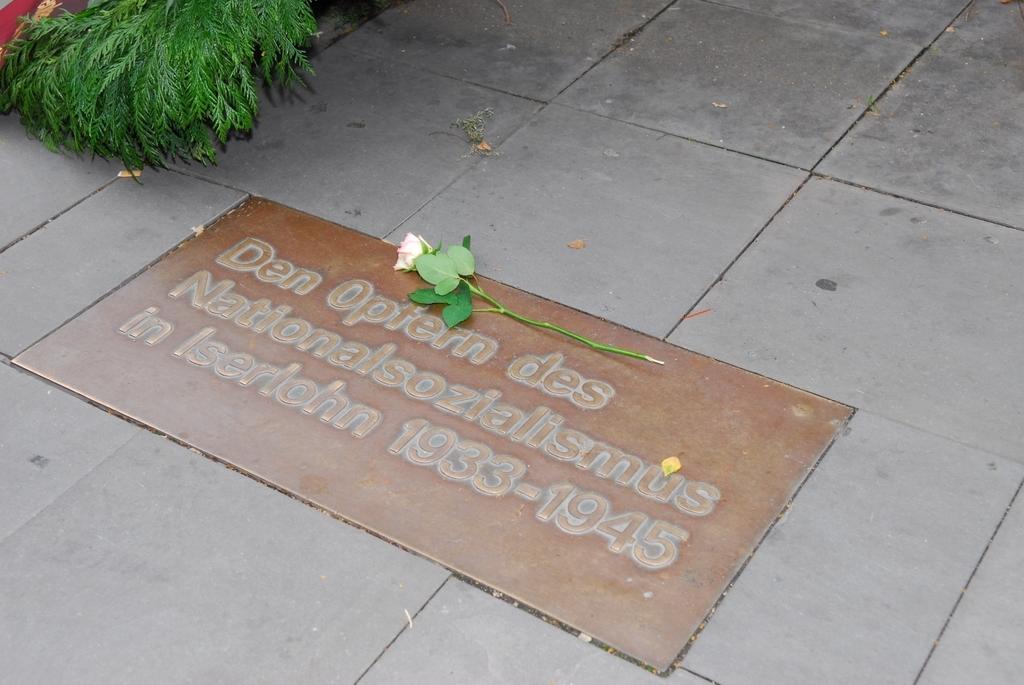 Den Opfern des
Nationalsozialismus
in Iserlohn 1933-1945